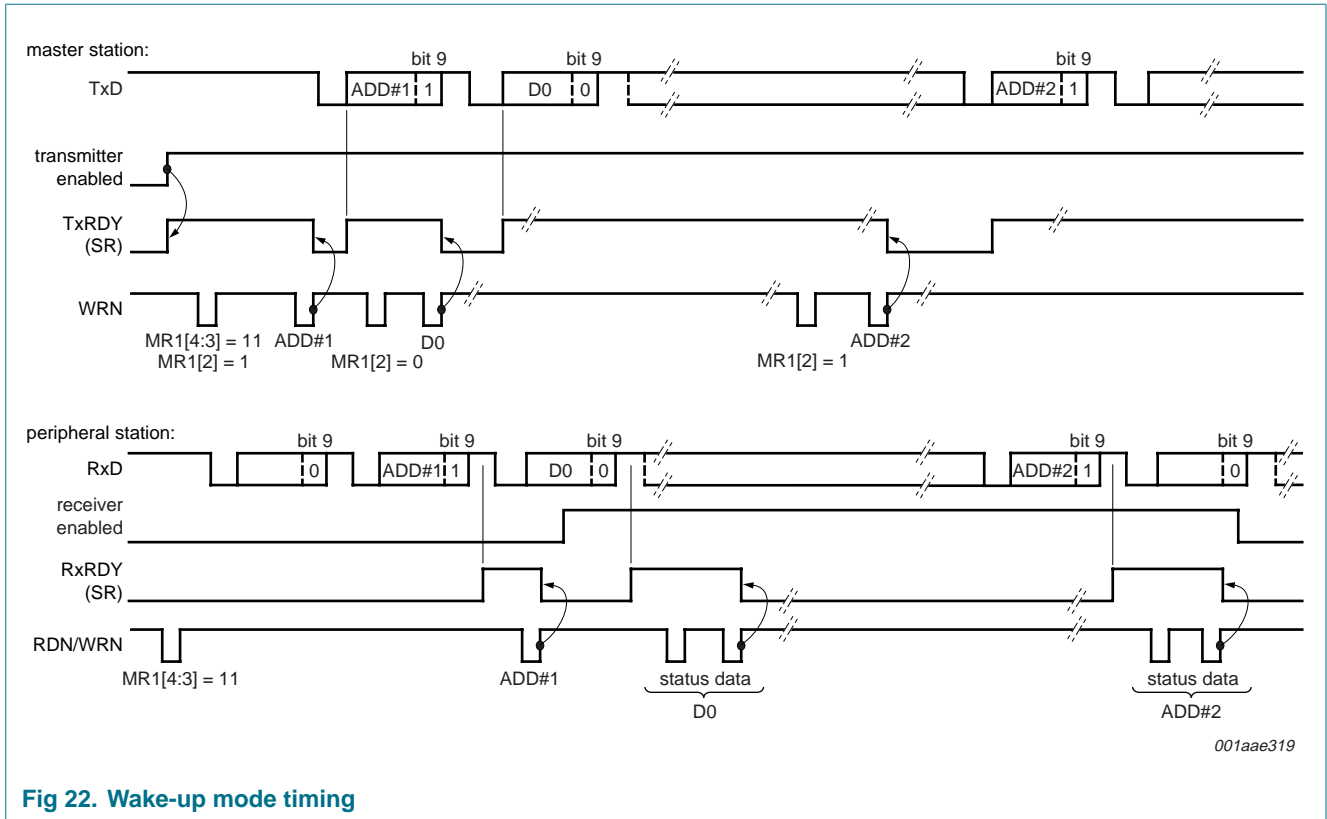 master station:
bit 9 bit 9 bit 9
TxD ADD#1 1 D0 0 ADD#2 1
transmitter
enabled
TxRDY
(SR)
WRN
MR1[4:3] = 11 ADD#1 D0 ADD#2
MR1[2] = 1 MR1[2] = 0 MR1[2] = 1
peripheral station:
bit 9 bit 9 bit 9 bit 9 bit 9
RxD 0 ADD#1 1 D0 0 ADD#2 1 0
receiver
enabled
RxRDY
(SR)
RDN/WRN
MR1[4:3] = 11 ADD#1 status data status data
D0 ADD#2
001aae319
Fig 22. Wake-up mode timing